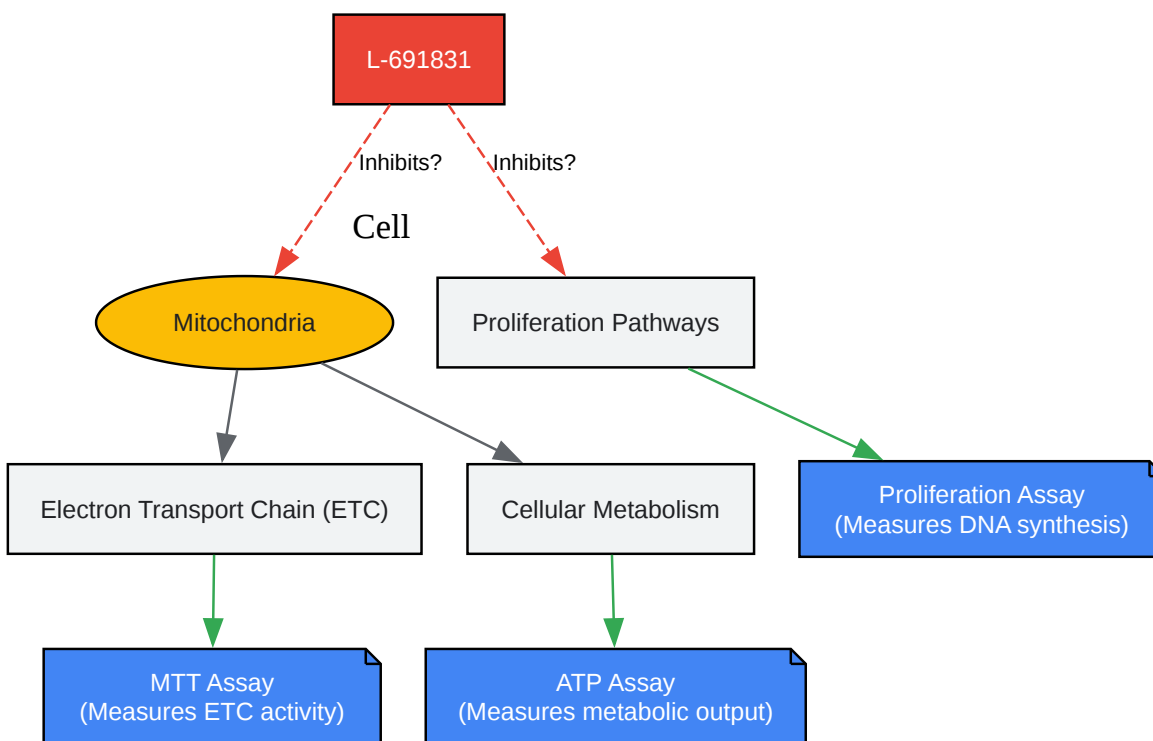 L-691831
Inhibits?
Inhibits?
Cell
Mitochondria
Proliferation Pathways
Electron Transport Chain (ETC)
Cellular Metabolism
Proliferation Assay
(Measures DNA synthesis)
MTT Assay
(Measures ETC activity)
ATP Assay
(Measures metabolic output)